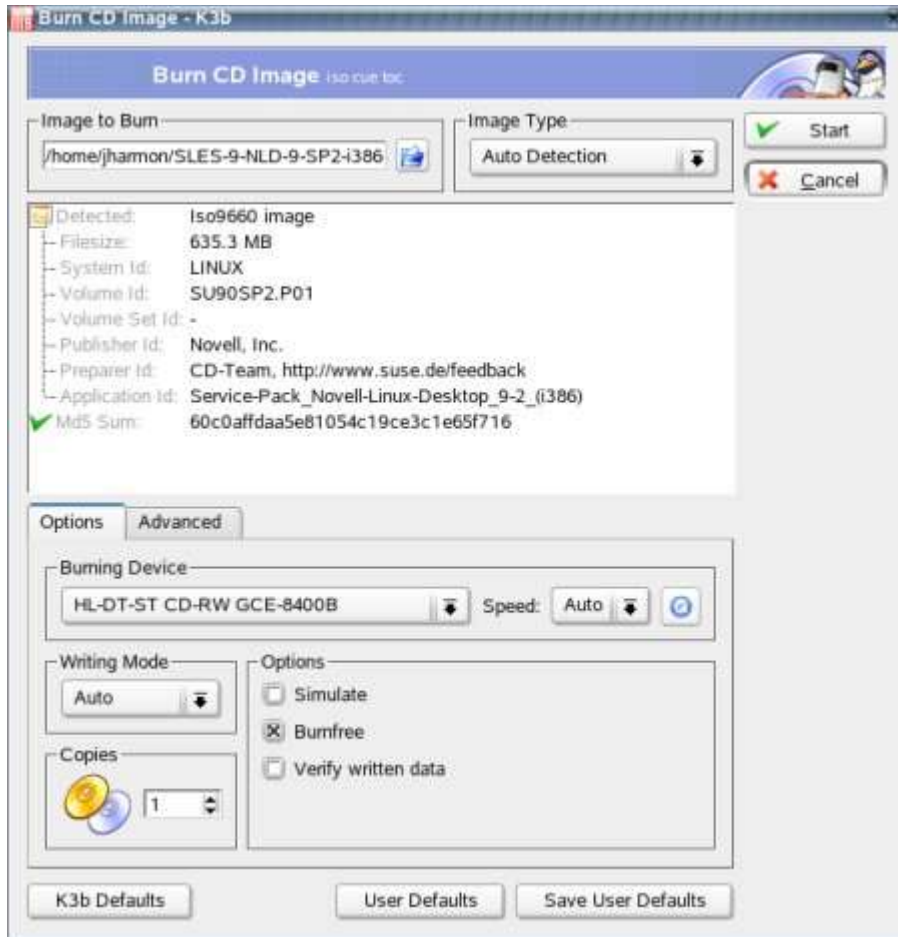 Burn CD Image - K3b
Burn CD Image iso cue toc
Image to Burn
/home/jharmon/SLES-9-NLD-9-SP2-i386
Image Type
Auto Detection
Start
Cancel
Detected: Iso9660 image
Filesize: 635.3 MB
System Id: LINUX
Volume Id: SU90SP2.P01
Volume Set Id: -
Publisher Id: Novell, Inc.
Preparer Id: CD-Team, http://www.suse.de/feedback
Application Id: Service-Pack_Novell-Linux-Desktop_9-2_(i386)
Md5 Sum: 60c0affdaa5e81054c19ce3c1e65f716
Options Advanced
Burning Device
HL-DT-ST CD-RW GCE-8400B
Speed: Auto
Writing Mode
Auto
Options
Simulate
Burnfree
Verify written data
Copies
1
K3b Defaults
User Defaults
Save User Defaults